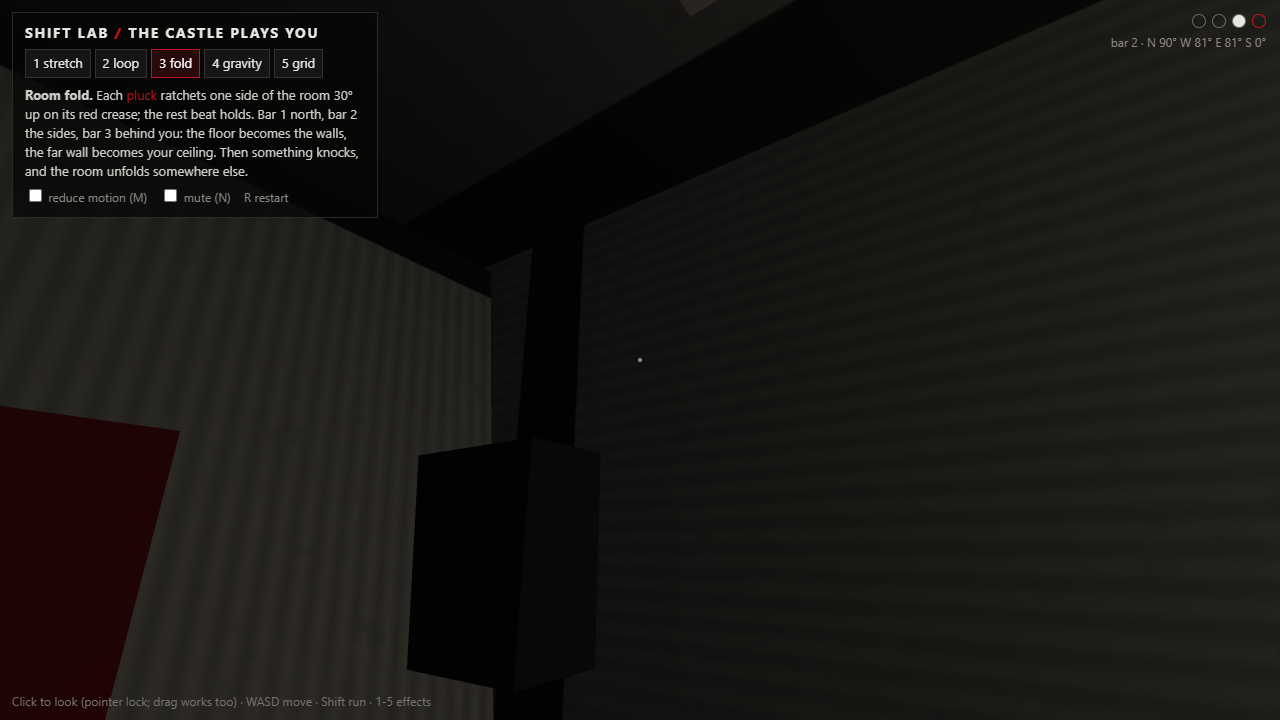 SHIFT LAB / THE CASTLE PLAYS YOU
1 stretch 2 loop 3 fold 4 gravity 5 grid
Room fold. Each pluck ratchets one side of the room 30°
up on its red crease; the rest beat holds. Bar 1 north, bar 2
the sides, bar 3 behind you: the floor becomes the walls,
the far wall becomes your ceiling. Then something knocks,
and the room unfolds somewhere else.
reduce motion (M) mute (N) R restart
bar 2 · N 90° W 81° E 81° S 0°
Click to look (pointer lock; drag works too) · WASD move · Shift run · 1-5 effects